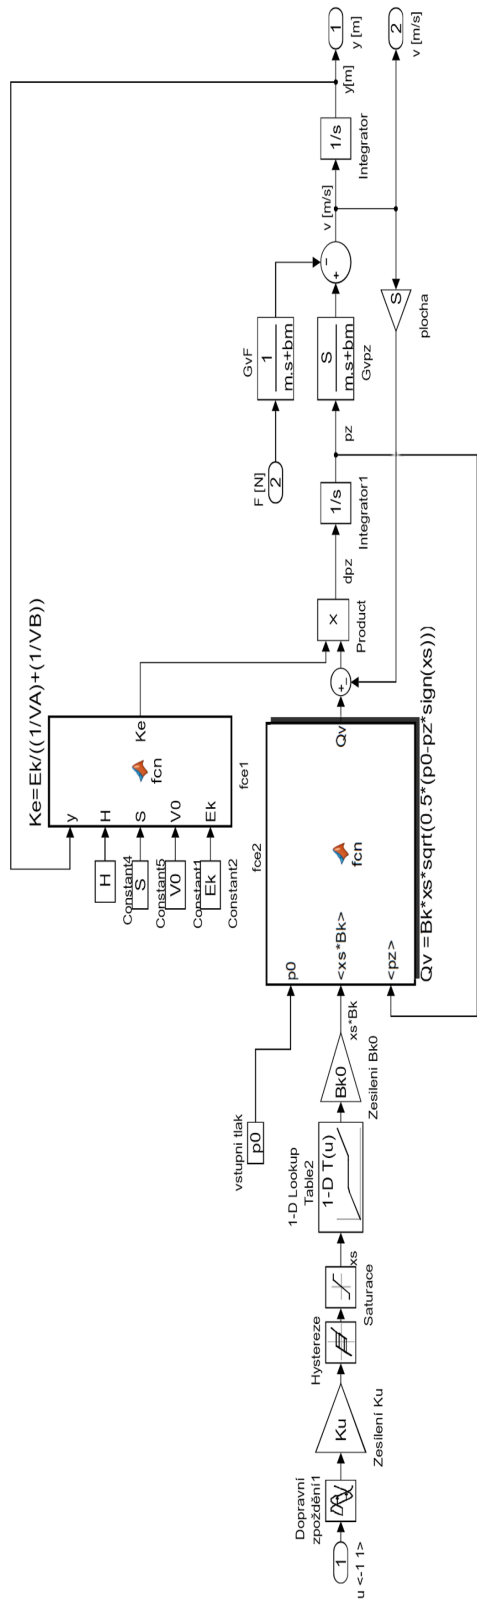 1
u <-1 1>
Dopravní
zpoždění1
Ku
Zesílení Ku
Hystereze
xs
Saturace
1-D Lookup
Table2
1-D T(u)
Bk0
Zesílení Bk0
xs*Bk
vstupní tlak
p0
fce2
p0
<xs*Bk>
<pz>
fcn
Qv
Qv =Bk*xs*sqrt(0.5*(p0-pz*sign(xs)))
H
Constant4
S
Constant5
V0
Constant1
Ek
Constant2
Ke=Ek/((1/VA)+(1/VB))
y
H
S
V0
Ek
fcn
Ke
fce1
+
−
x
Product
dpz
1/s
Integrator1
pz
F [N]
2
GvF
1
m.s+bm
S
m.s+bm
Gvpz
+
−
v [m/s]
S
plocha
1/s
Integrator
y[m]
1
y [m]
2
v [m/s]